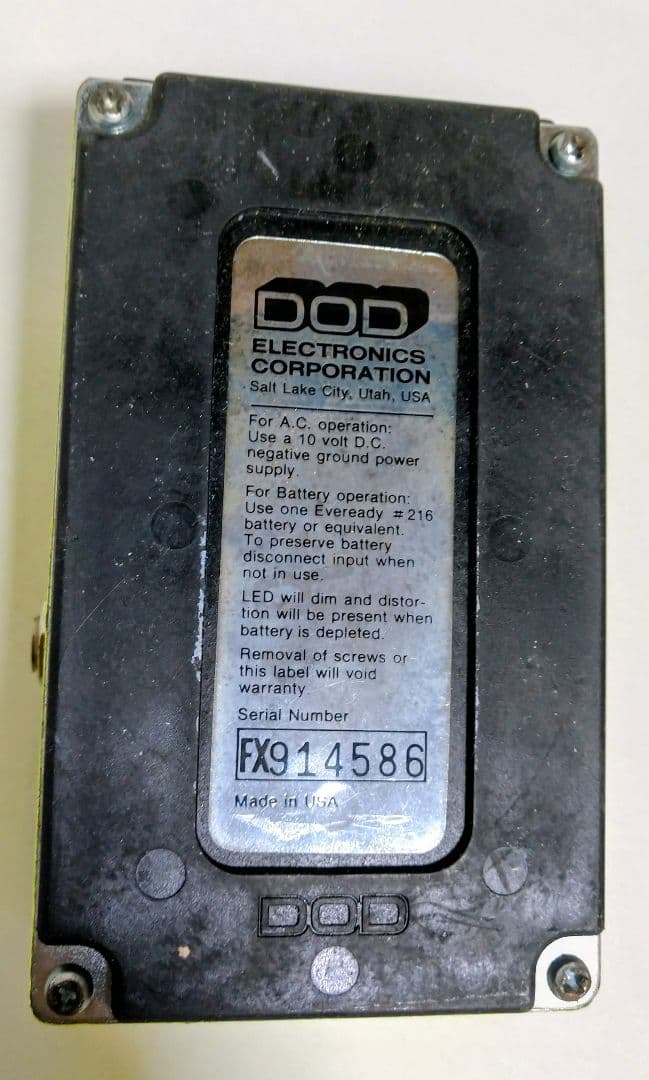 DOD
ELECTRONICS
CORPORATION
Salt Lake City, Utah, USA
For A.C. operation:
Use a 10 volt D.C.
negative ground power
supply.
For Battery operation:
Use one Eveready #216
battery or equivalent.
To preserve battery
disconnect input when
not in use.
LED will dim and distor-
tion will be present when
battery is depleted.
Removal of screws or
this label will void
warranty
Serial Number
FX914586
Made in USA
DOD